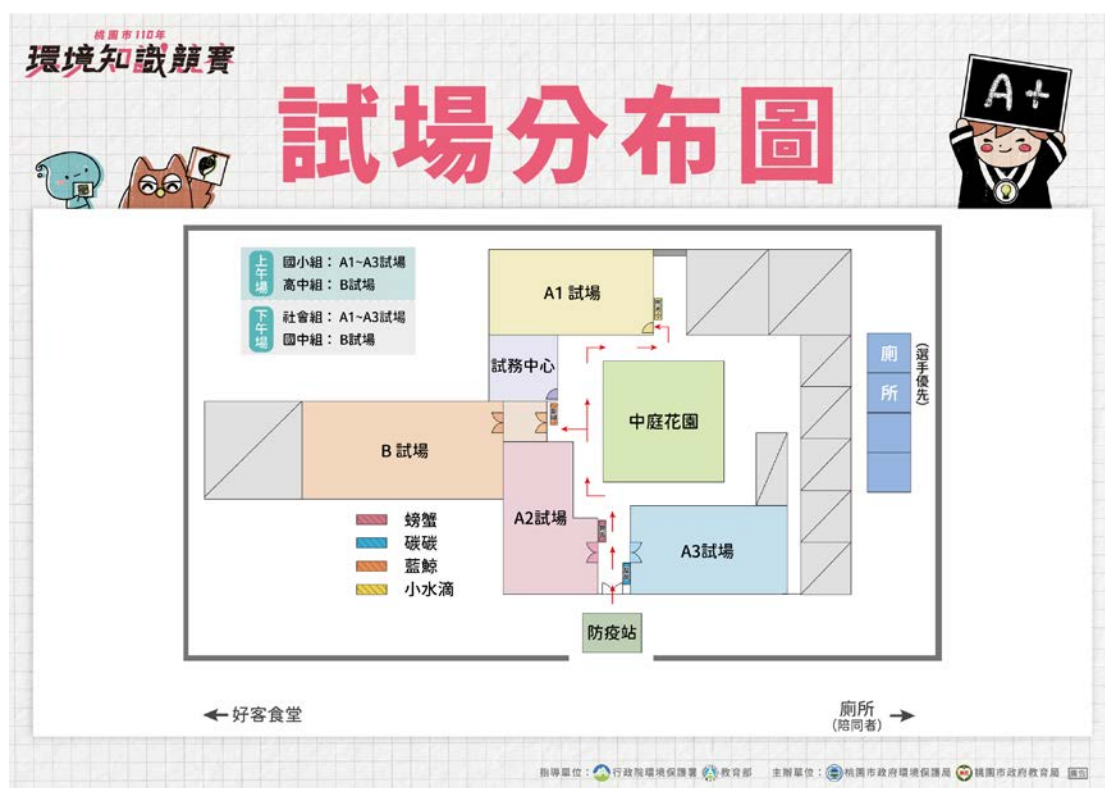 桃園市110年
環境知識競賽
A+
試場分布圖
上午場
國小組： A1~A3試場
高中組： B試場
下午場
社會組： A1~A3試場
國中組： B試場
A1 試場
試務中心
中庭花園
B 試場
A2試場
A3試場
廁所
(選手優先)
螃蟹
碳碳
藍鯨
小水滴
防疫站
好客食堂
廁所
(陪同者)
指導單位：行政院環境保護署 教育部 主辦單位：桃園市政府環境保護局 桃園市政府教育局 廣告